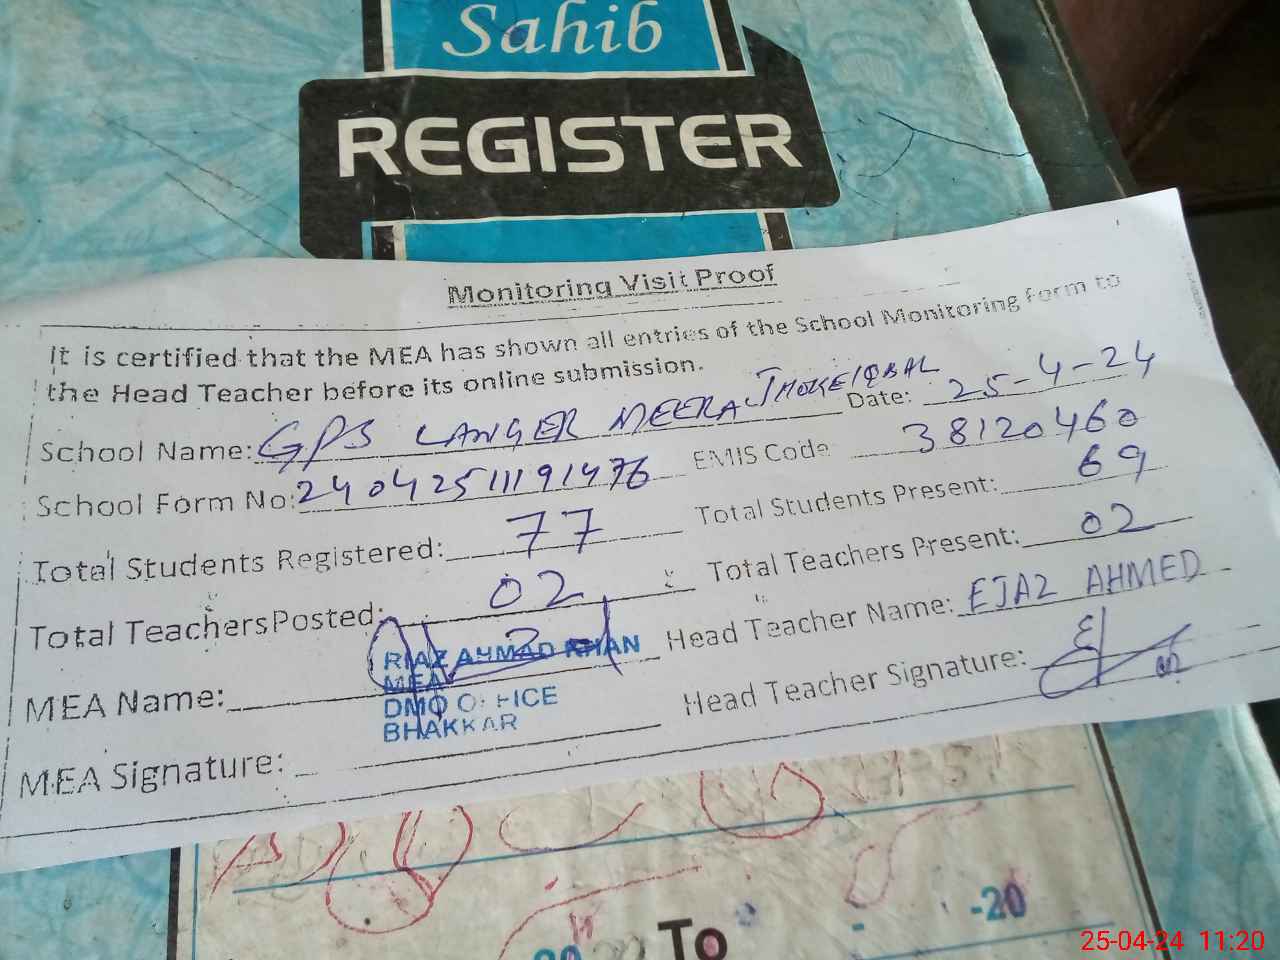 Sahib
REGISTER
Monitoring Visit Proof
It is certified that the MEA has shown all entries of the School Monitoring Form to
the Head Teacher before its online submission.
School Name: GPS LANGER MEERA JHOKE IQBAL Date: 25-4-24
School Form No: 24042511191476 EMIS Code 38120460
Total Students Registered: 77 Total Students Present: 69
Total Teachers Posted: 02 Total Teachers Present: 02
MEA Name: RIAZ AHMAD KHAN Head Teacher Name: EJAZ AHMED
MEA
DMO OFFICE
BHAKKAR
MEA Signature: Head Teacher Signature:
To
-20
20
25-04-24 11:20